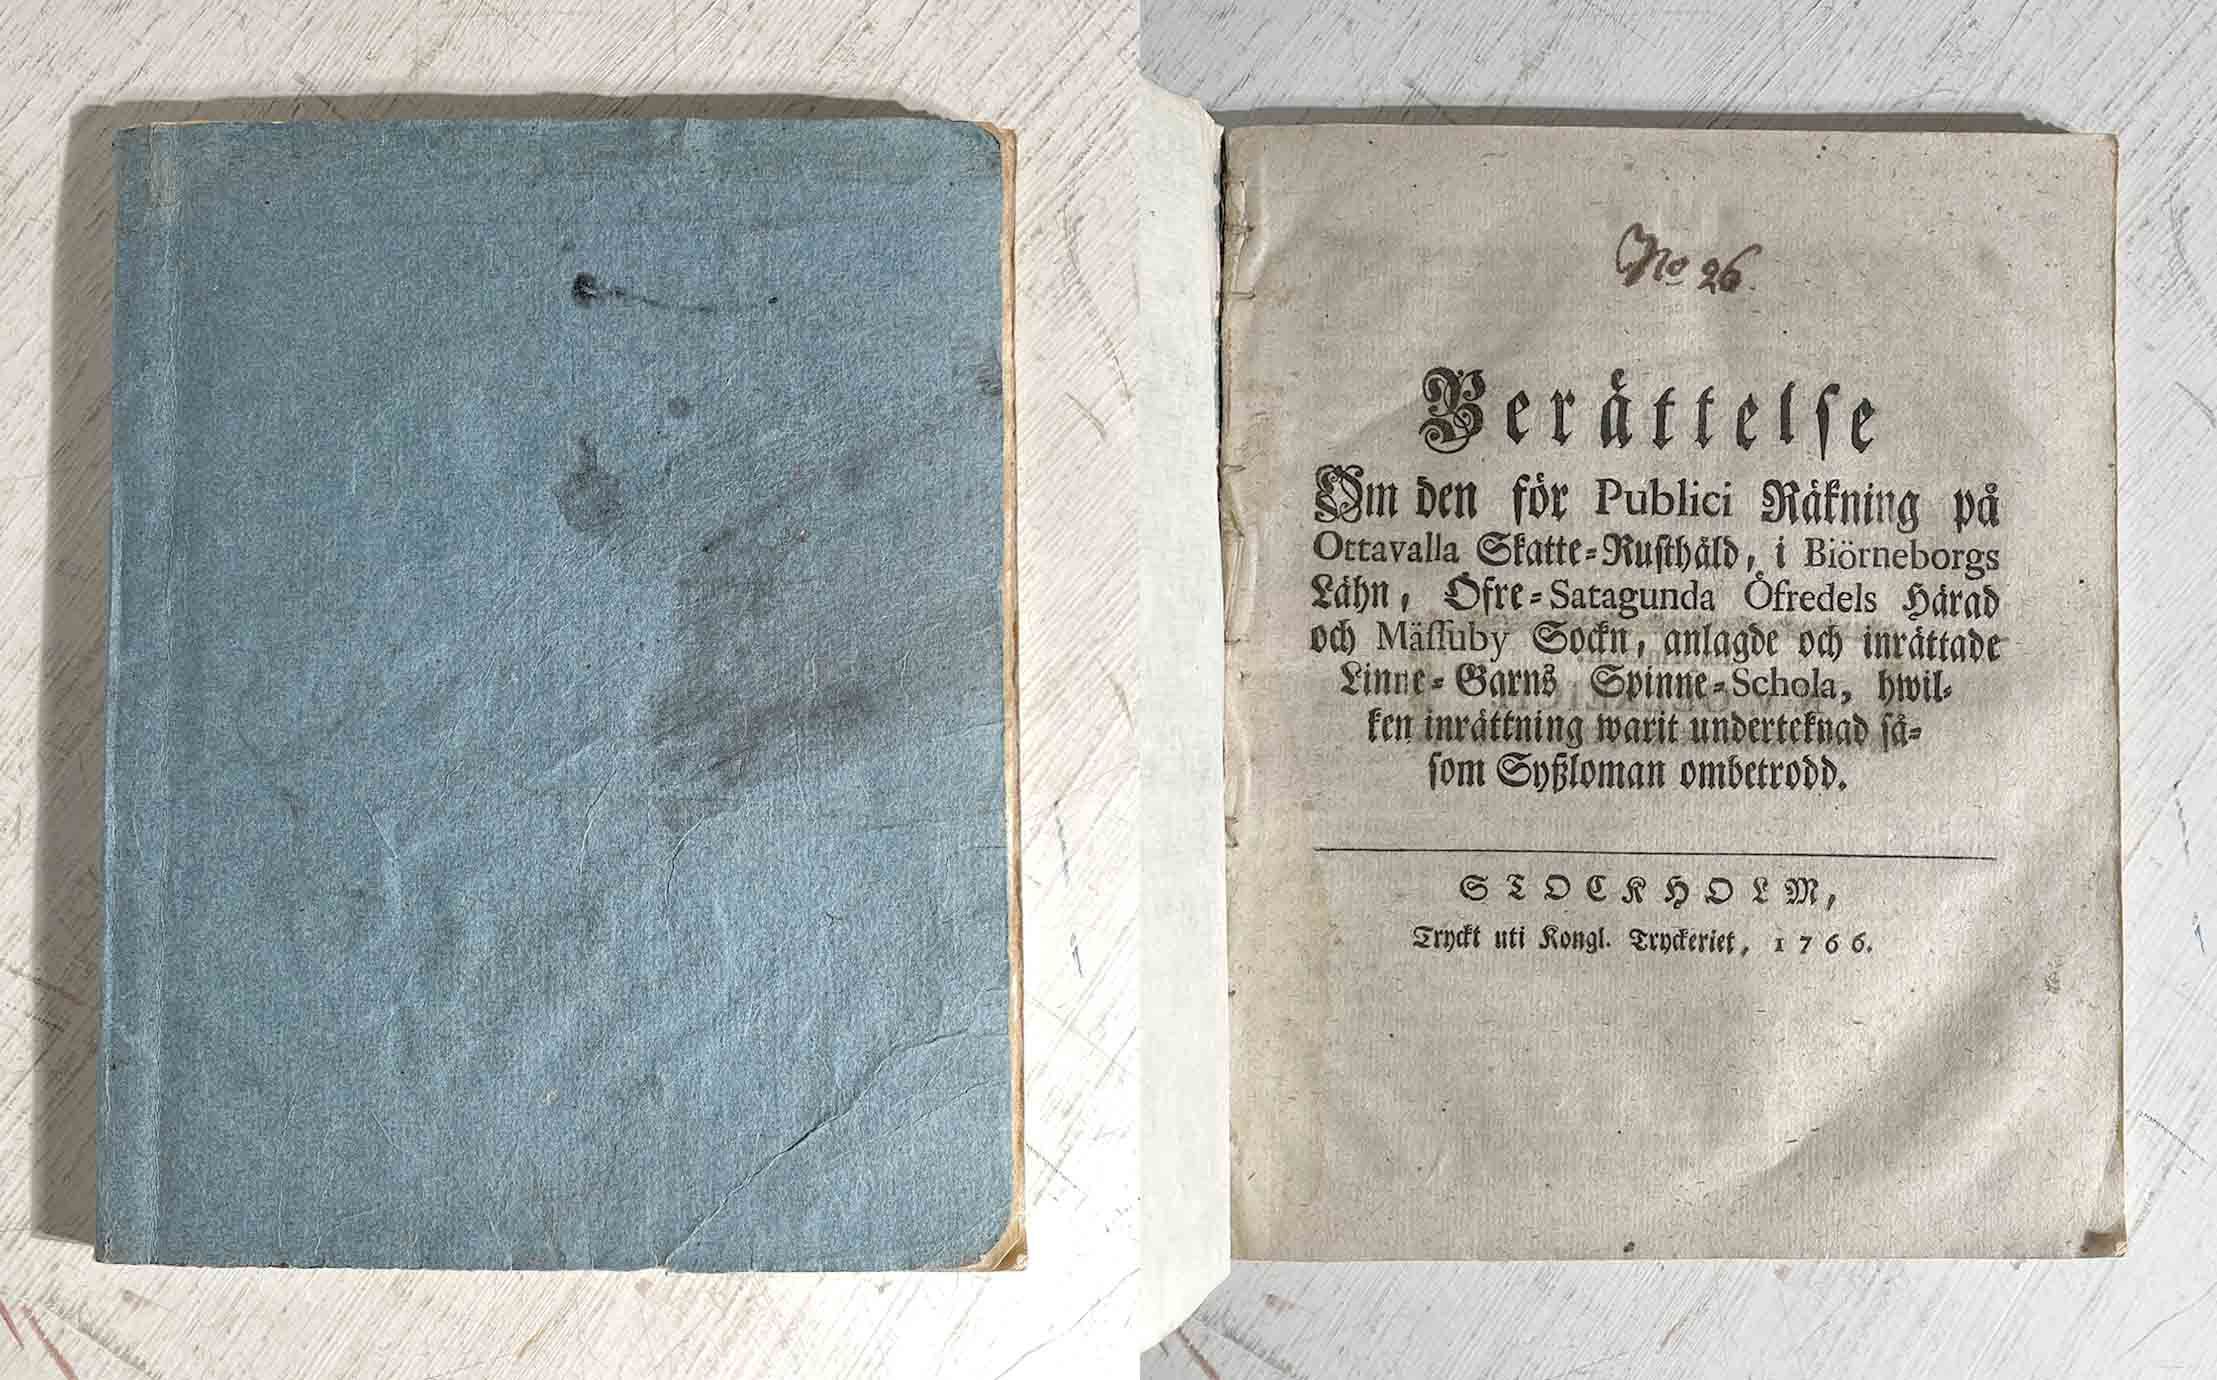 No 26.
Berättelse
Om den för Publici Räkning på
Ottavalla Skatte-Rusthåld, i Biörneborgs
Lähn, Öfre-Satagunda Öfredels Härad
och Mässuby Sockn, anlagde och inrättade
Linne-Garns Spinne-Schola, hwil-
ken inrättning warit underteknad så-
som Syßloman ombetrodd.
STOCKHOLM,
Tryckt uti Kongl. Tryckeriet, 1766.